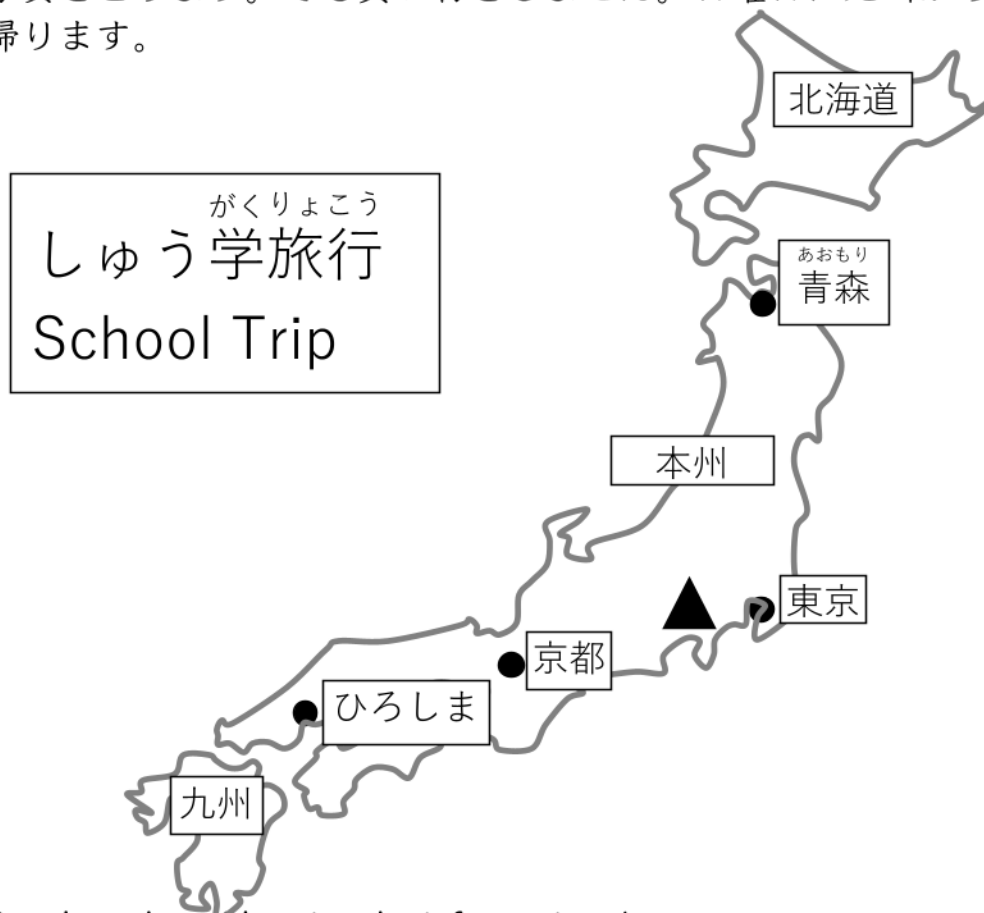 帰ります。
がくりょこう
しゅう学旅行
School Trip
北海道
あおもり
青森
本州
東京
京都
ひろしま
九州